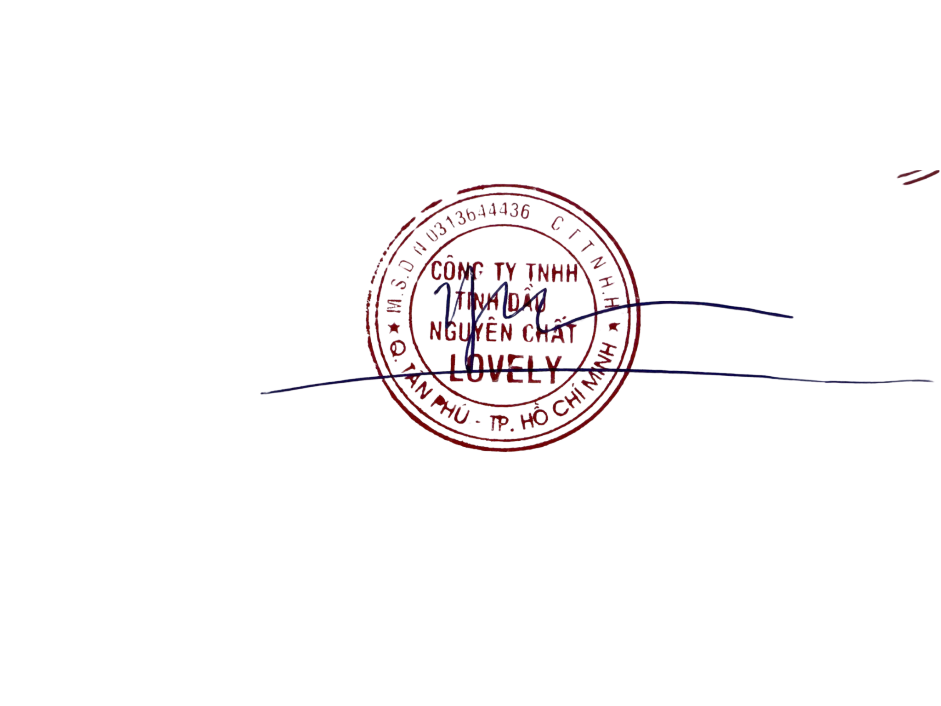 M.S.D.N 0313644436 C.T.T.N.H.H
CÔNG TY TNHH
TINH DẦU
NGUYÊN CHẤT
LOVELY
Q. TÂN PHÚ - TP. HỒ CHÍ MINH